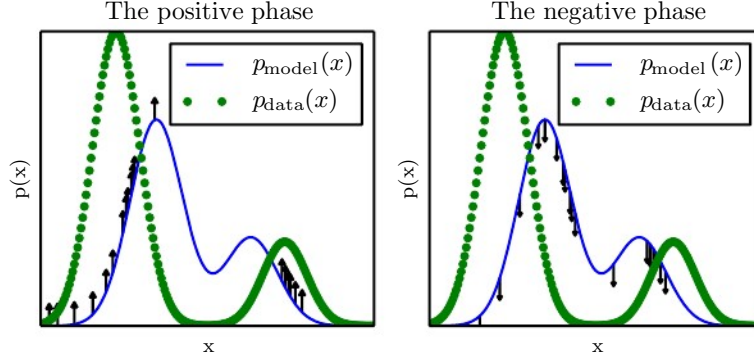 The positive phase
p_model(x)
p_data(x)
p(x)
x
The negative phase
p_model(x)
p_data(x)
p(x)
x